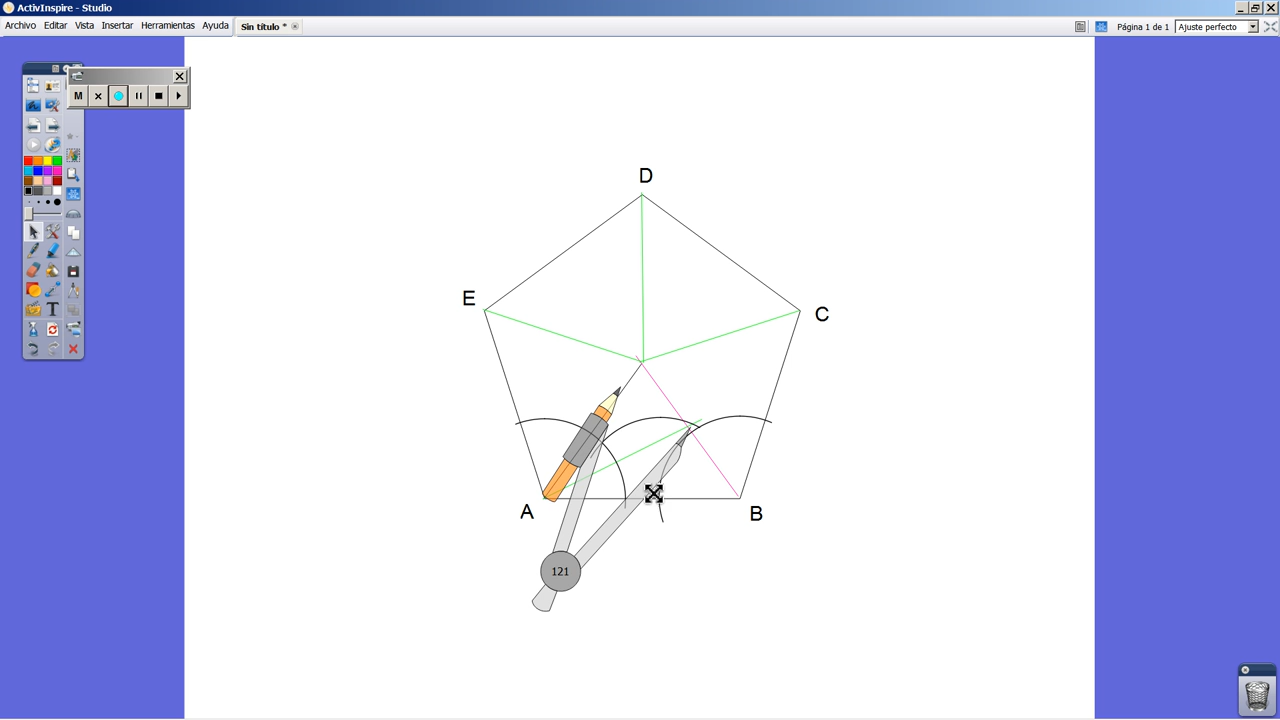 ActivInspire - Studio
Archivo Editar Vista Insertar Herramientas Ayuda Sin título *
Página 1 de 1 Ajuste perfecto
M
T
D
E
C
A
B
121